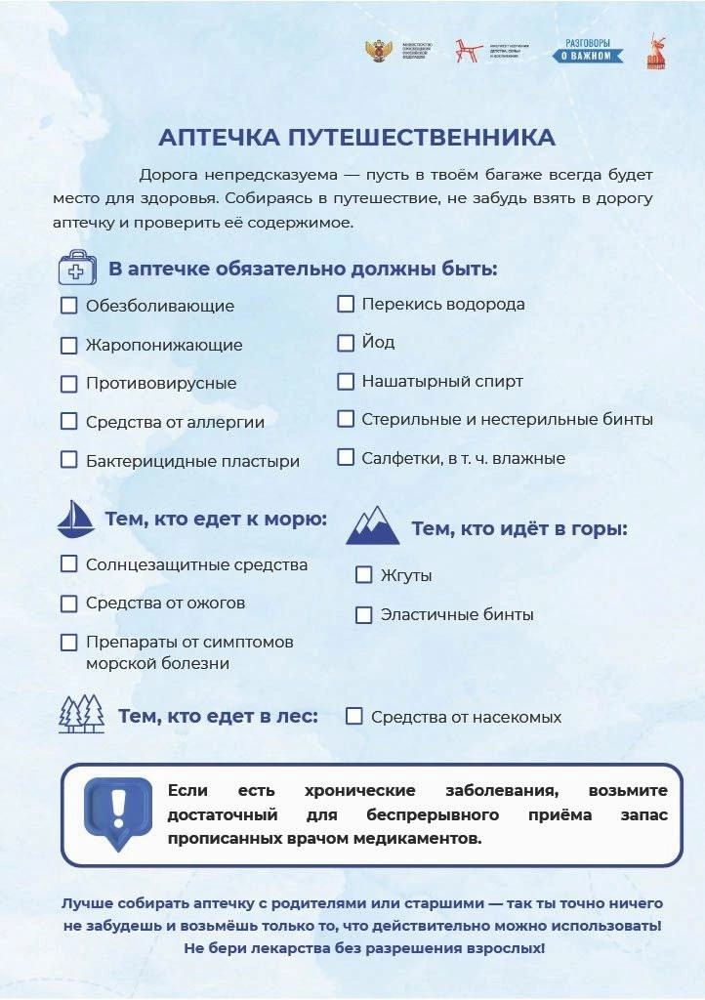 МИНИСТЕРСТВО
ПРОСВЕЩЕНИЯ
РОССИЙСКОЙ
ФЕДЕРАЦИИ
ИНСТИТУТ ИЗУЧЕНИЯ
ДЕТСТВА, СЕМЬИ
И ВОСПИТАНИЯ
РАЗГОВОРЫ
О ВАЖНОМ
АПТЕЧКА ПУТЕШЕСТВЕННИКА
Дорога непредсказуема — пусть в твоём багаже всегда будет
место для здоровья. Собираясь в путешествие, не забудь взять в дорогу
аптечку и проверить её содержимое.
В аптечке обязательно должны быть:
Обезболивающие
Жаропонижающие
Противовирусные
Средства от аллергии
Бактерицидные пластыри
Перекись водорода
Йод
Нашатырный спирт
Стерильные и нестерильные бинты
Салфетки, в т. ч. влажные
Тем, кто едет к морю:
Солнцезащитные средства
Средства от ожогов
Препараты от симптомов
морской болезни
Тем, кто идёт в горы:
Жгуты
Эластичные бинты
Тем, кто едет в лес:
Средства от насекомых
Если есть хронические заболевания, возьмите
достаточный для беспрерывного приёма запас
прописанных врачом медикаментов.
Лучше собирать аптечку с родителями или старшими — так ты точно ничего
не забудешь и возьмёшь только то, что действительно можно использовать!
Не бери лекарства без разрешения взрослых!